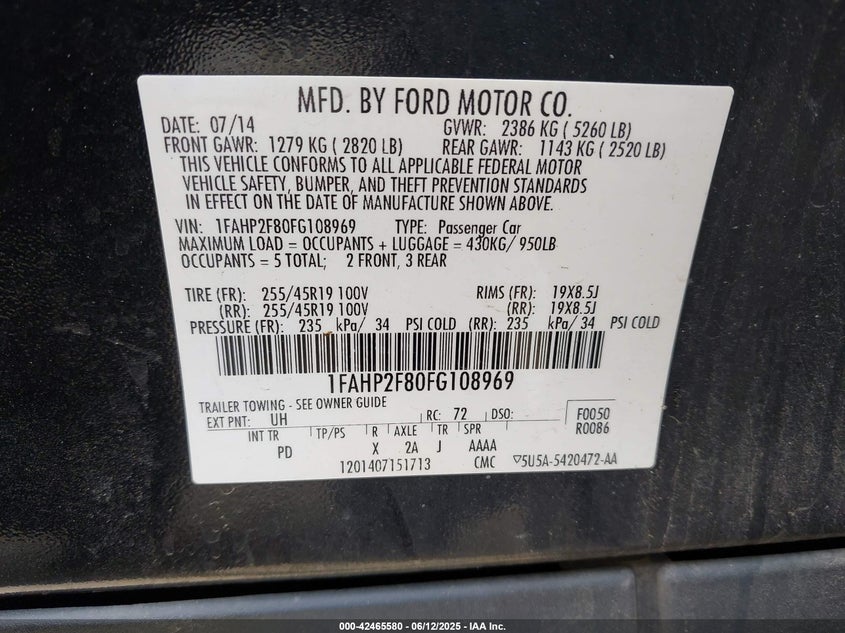 MFD. BY FORD MOTOR CO.
DATE: 07/14 GVWR: 2386 KG ( 5260 LB)
FRONT GAWR: 1279 KG ( 2820 LB) REAR GAWR: 1143 KG ( 2520 LB)
THIS VEHICLE CONFORMS TO ALL APPLICABLE FEDERAL MOTOR
VEHICLE SAFETY, BUMPER, AND THEFT PREVENTION STANDARDS
IN EFFECT ON THE DATE OF MANUFACTURE SHOWN ABOVE.
VIN: 1FAHP2F80FG108969 TYPE: Passenger Car
MAXIMUM LOAD = OCCUPANTS + LUGGAGE = 430KG/ 950LB
OCCUPANTS = 5 TOTAL; 2 FRONT, 3 REAR
TIRE (FR): 255/45R19 100V RIMS (FR): 19X8.5J
(RR): 255/45R19 100V (RR): 19X8.5J
PRESSURE (FR): 235 kPa/ 34 PSI COLD (RR): 235 kPa/ 34 PSI COLD
1FAHP2F80FG108969
TRAILER TOWING - SEE OWNER GUIDE
EXT PNT: UH RC: 72 DSO: F0050
R0086
INT TR TP/PS R AXLE TR SPR
PD X 2A J AAAA
1201407151713 CMC ▽5U5A-5420472-AA
000-42465580 - 06/12/2025 - IAA Inc.